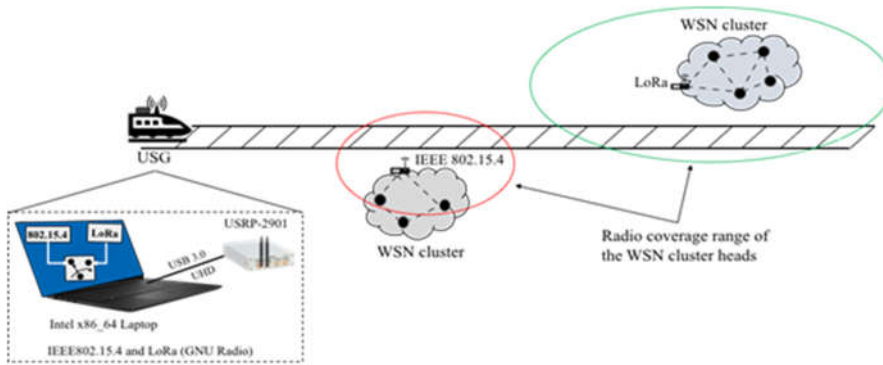 WSN cluster
LoRa
USG
IEEE 802.15.4
WSN cluster
Radio coverage range of
the WSN cluster heads
802.15.4
LoRa
USRP-2901
USB 3.0
UHD
Intel x86_64 Laptop
IEEE802.15.4 and LoRa (GNU Radio)